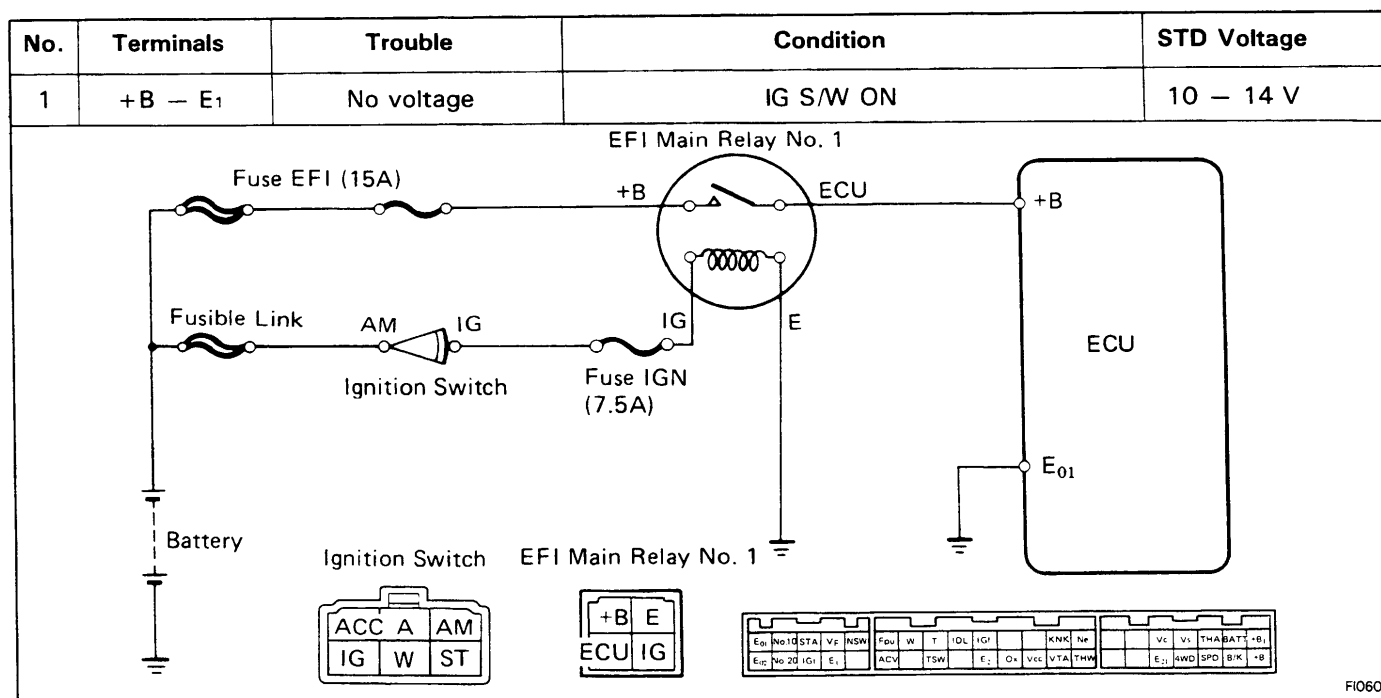 No. Terminals Trouble Condition STD Voltage
1 +B — E₁ No voltage IG S/W ON 10 — 14 V
EFI Main Relay No. 1
Fuse EFI (15A)
+B
ECU
+B
Fusible Link
AM
IG
IG
E
ECU
Ignition Switch
Fuse IGN
(7.5A)
E₀₁
Battery
Ignition Switch
EFI Main Relay No. 1
ACC A AM
IG W ST
+B E
ECU IG
E₀₁ No.10 STA VF NSW Fpu W T IDL IGf KNK Ne Vc Vs THA BATT +B₁
E₀₂ No 20 IGt E₁ ACV TSW E₂ Ox Vcc VTA THW E₂₁ 4WD SPD B/K +B
FI060